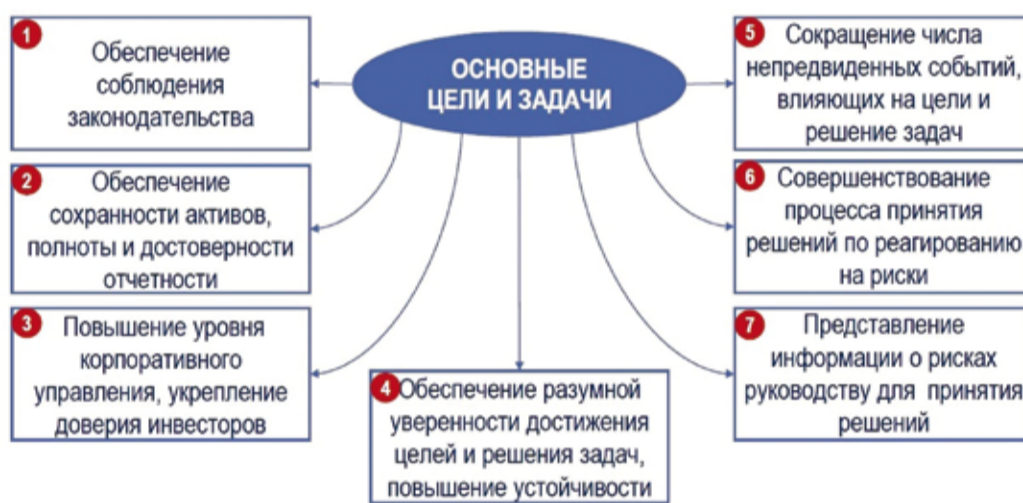 ОСНОВНЫЕ
ЦЕЛИ И ЗАДАЧИ
1
Обеспечение
соблюдения
законодательства
2
Обеспечение
сохранности активов,
полноты и достоверности
отчетности
3
Повышение уровня
корпоративного
управления, укрепление
доверия инвесторов
4
Обеспечение разумной
уверенности достижения
целей и решения задач,
повышение устойчивости
5
Сокращение числа
непредвиденных событий,
влияющих на цели и
решение задач
6
Совершенствование
процесса принятия
решений по реагированию
на риски
7
Представление
информации о рисках
руководству для принятия
решений